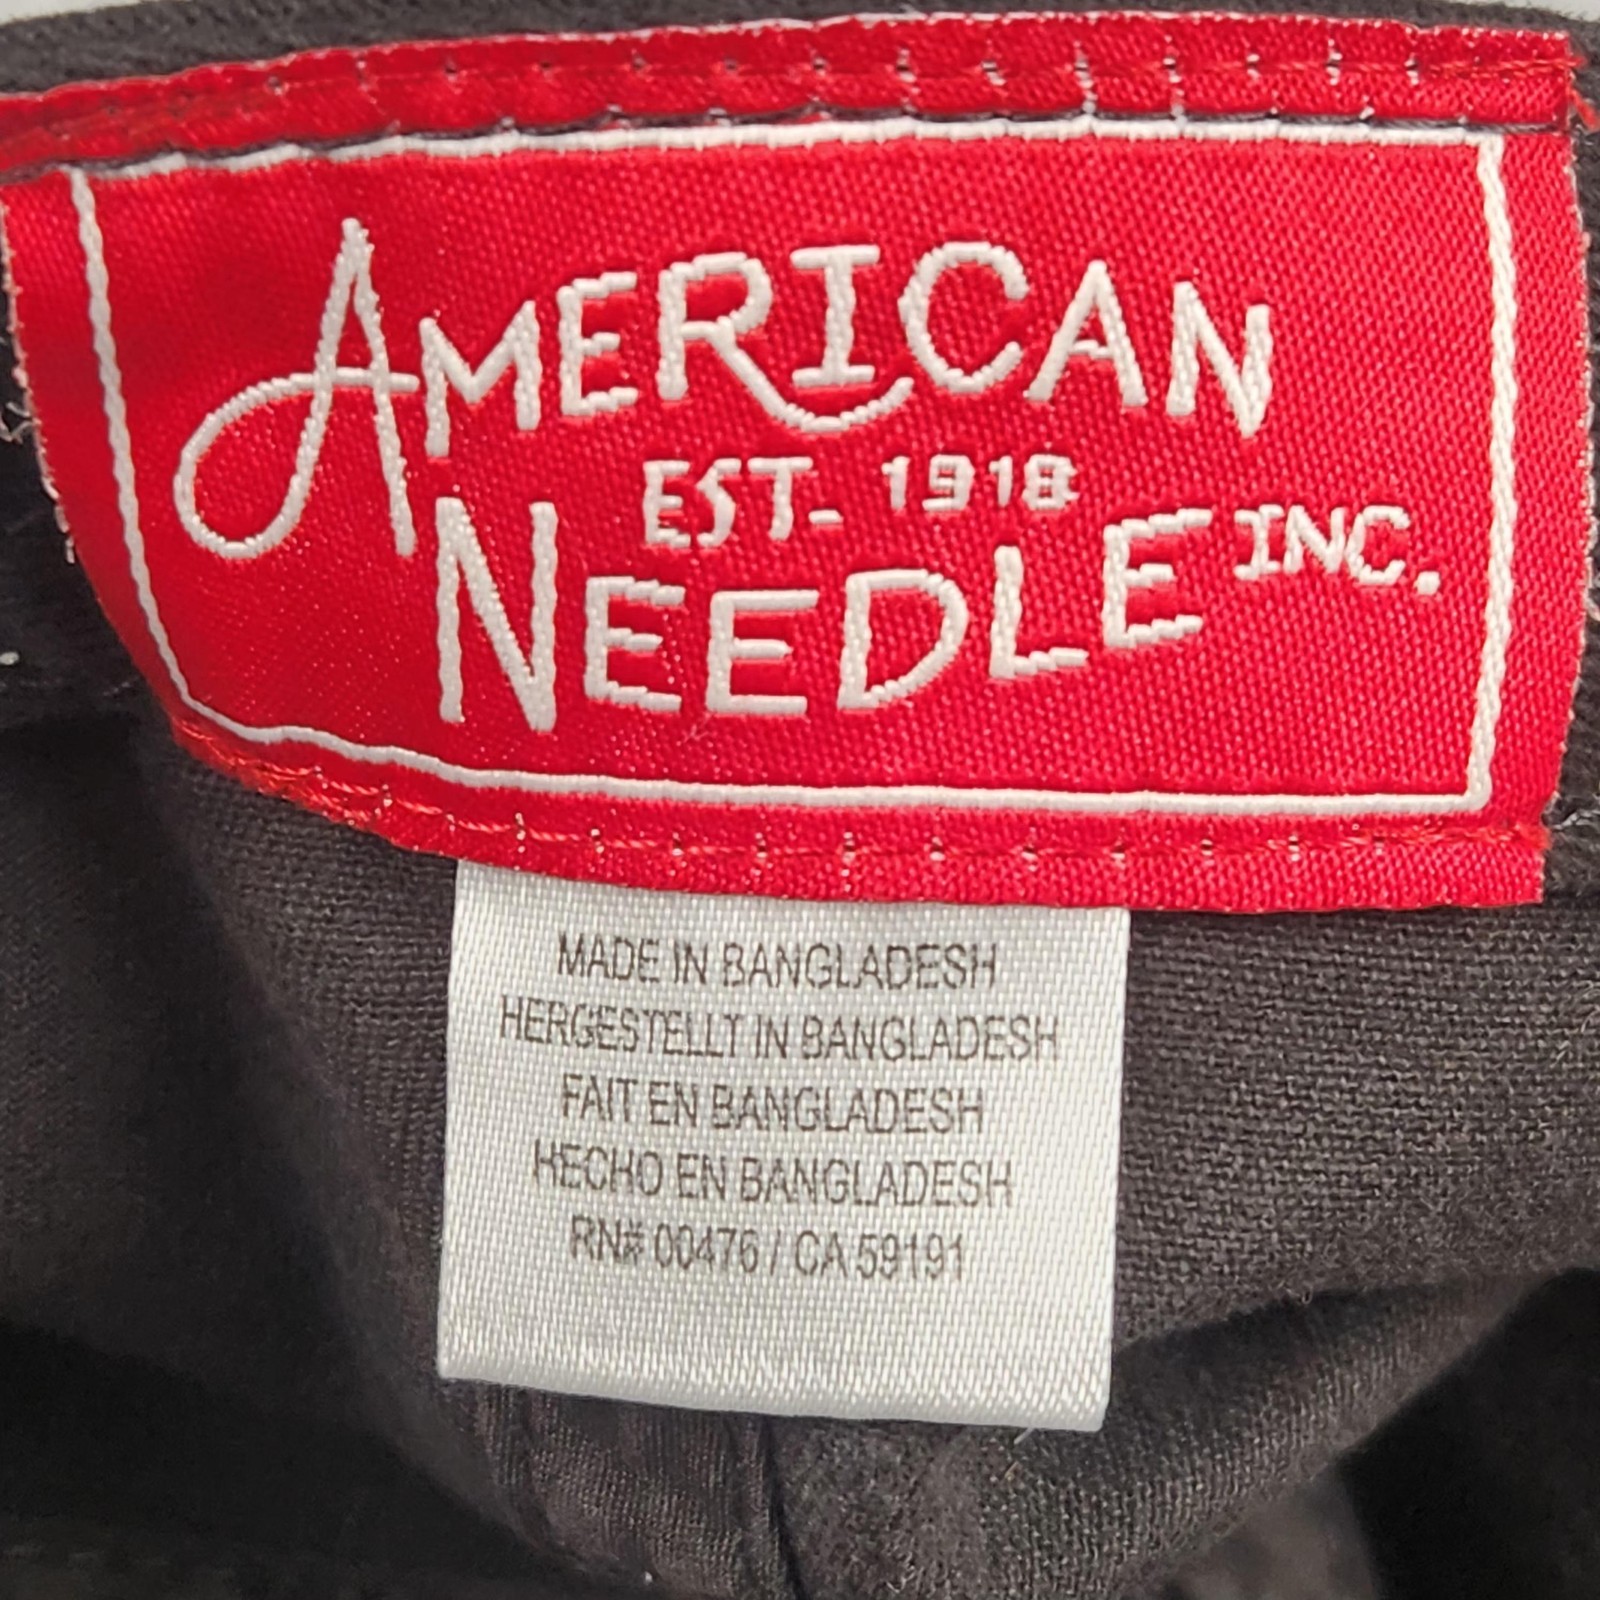 AMERICAN
EST- 1918
NEEDLE INC.
MADE IN BANGLADESH
HERGESTELLT IN BANGLADESH
FAIT EN BANGLADESH
HECHO EN BANGLADESH
RN# 00476 / CA 59191